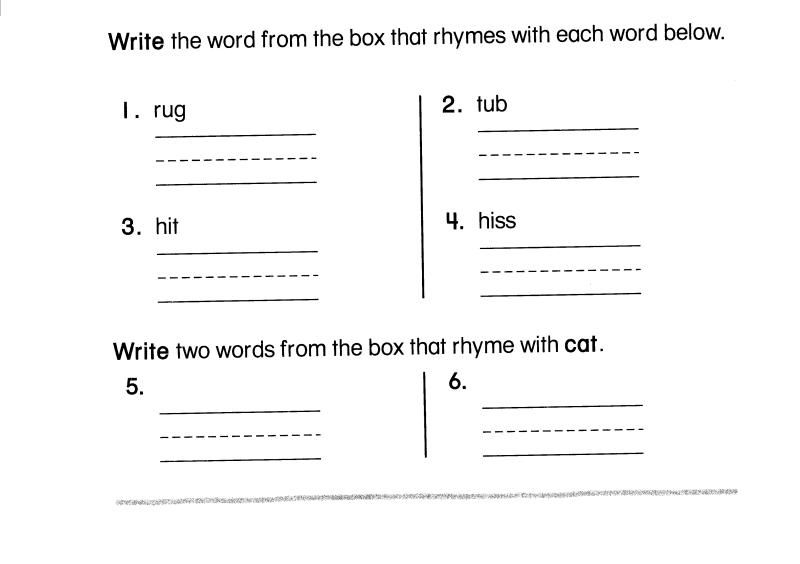 Write the word from the box that rhymes with each word below.
1. rug
2. tub
3. hit
4. hiss
Write two words from the box that rhyme with cat.
5.
6.